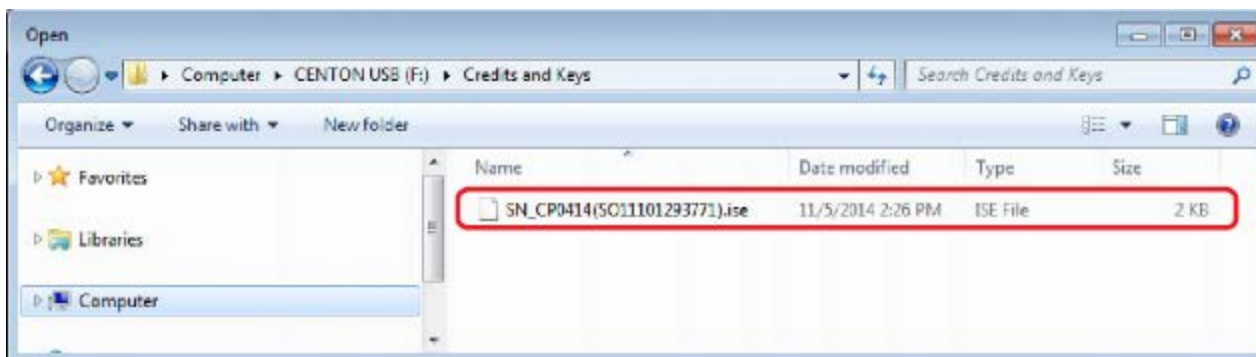 Open
Computer ▸ CENTON USB (F:) ▸ Credits and Keys
Search Credits and Keys
Organize
Share with
New folder
Name
Date modified
Type
Size
Favorites
SN_CP0414(SO11101293771).ise
11/5/2014 2:26 PM
ISE File
2 KB
Libraries
Computer